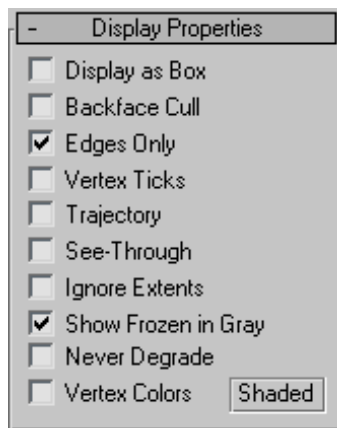 - Display Properties
Display as Box
Backface Cull
Edges Only
Vertex Ticks
Trajectory
See-Through
Ignore Extents
Show Frozen in Gray
Never Degrade
Vertex Colors Shaded